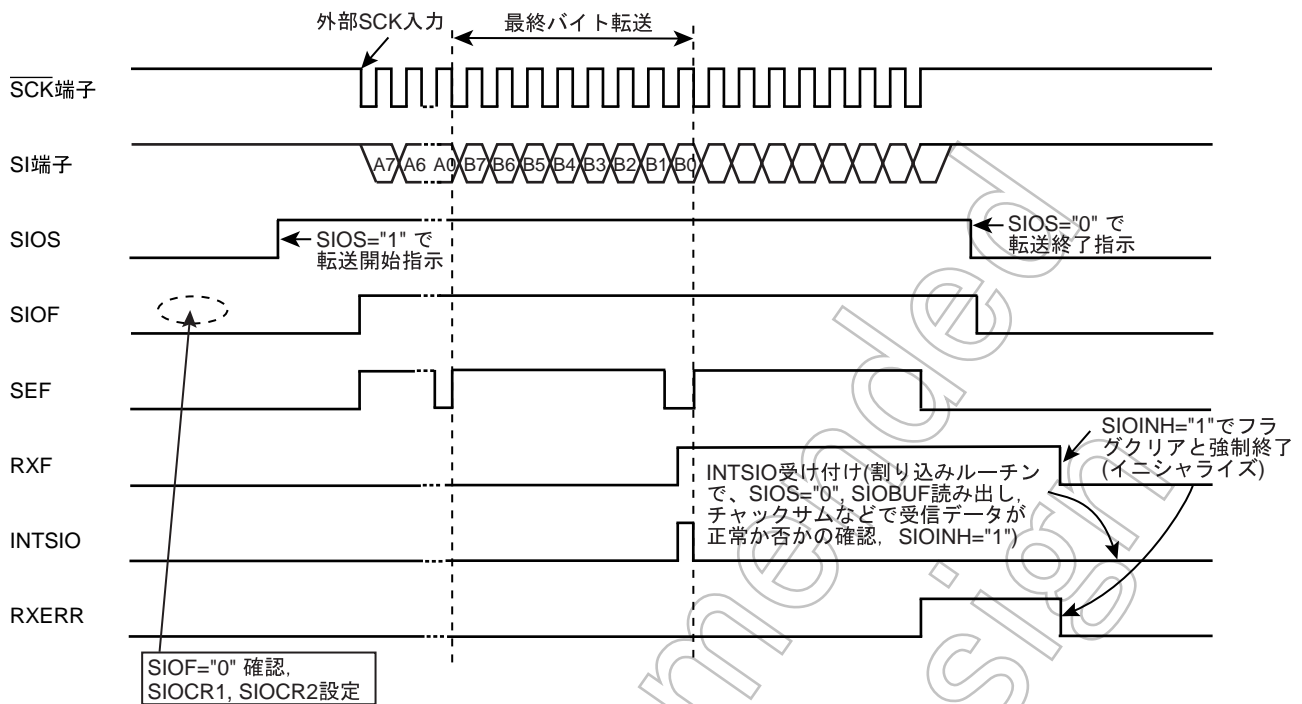 外部SCK入力
最終バイト転送
SCK端子
SI端子
A7 A6 A0 B7 B6 B5 B4 B3 B2 B1 B0
SIOS
SIOS="1" で
転送開始指示
SIOS="0" で
転送終了指示
SIOF
SEF
SIOINH="1"でフラ
グクリアと強制終了
(イニシャライズ)
RXF
INTSIO受け付け(割り込みルーチン
で、SIOS="0", SIOBUF読み出し,
チャックサムなどで受信データが
正常か否かの確認, SIOINH="1")
INTSIO
RXERR
SIOF="0" 確認,
SIOCR1, SIOCR2設定
mended
sign